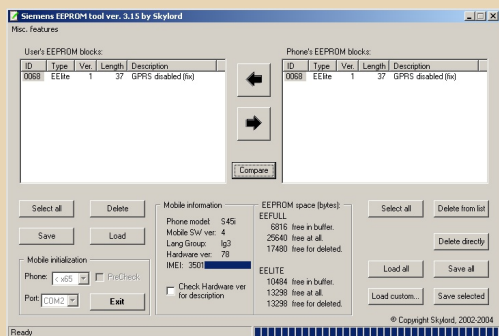 Siemens EEPROM tool ver. 3.15 by Skylord
Misc. features
User's EEPROM blocks:
ID Type Ver. Length Description
0068 EElite 1 37 GPRS disabled (fix)
Phone's EEPROM blocks:
ID Type Ver. Length Description
0068 EElite 1 37 GPRS disabled (fix)
Compare
Select all Delete
Save Load
Mobile initialization
Phone: < x65 PreCheck
Port: COM2 Exit
Mobile information
Phone model: S45i
Mobile SW ver: 4
Lang Group: lg3
Hardware ver: 78
IMEI: 3501
Check Hardware ver
for description
EEPROM space (bytes):
EEFULL
6816 free in buffer.
25640 free at all.
17480 free for deleted.
EELITE
10484 free in buffer.
13298 free at all.
13298 free for deleted.
Select all Delete from list
Delete directly
Load all Save all
Load custom... Save selected
© Copyright Skylord, 2002-2004
Ready